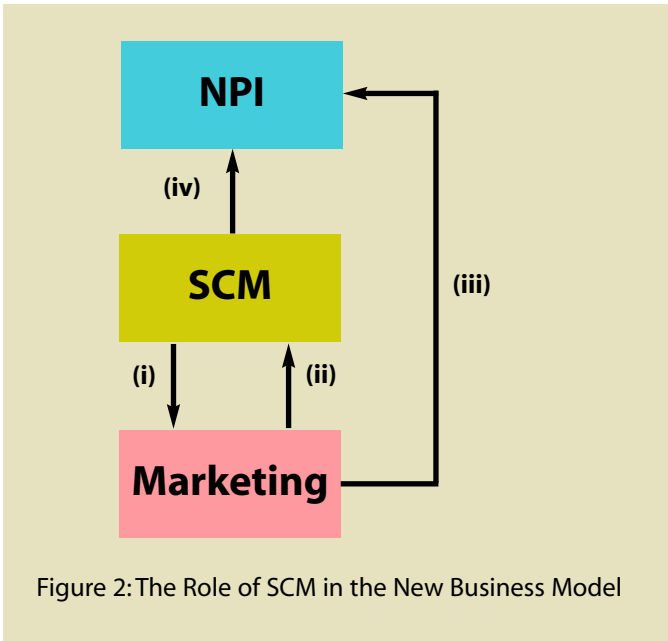 NPI
(iv)
SCM
(iii)
(i)
(ii)
Marketing
Figure 2: The Role of SCM in the New Business Model